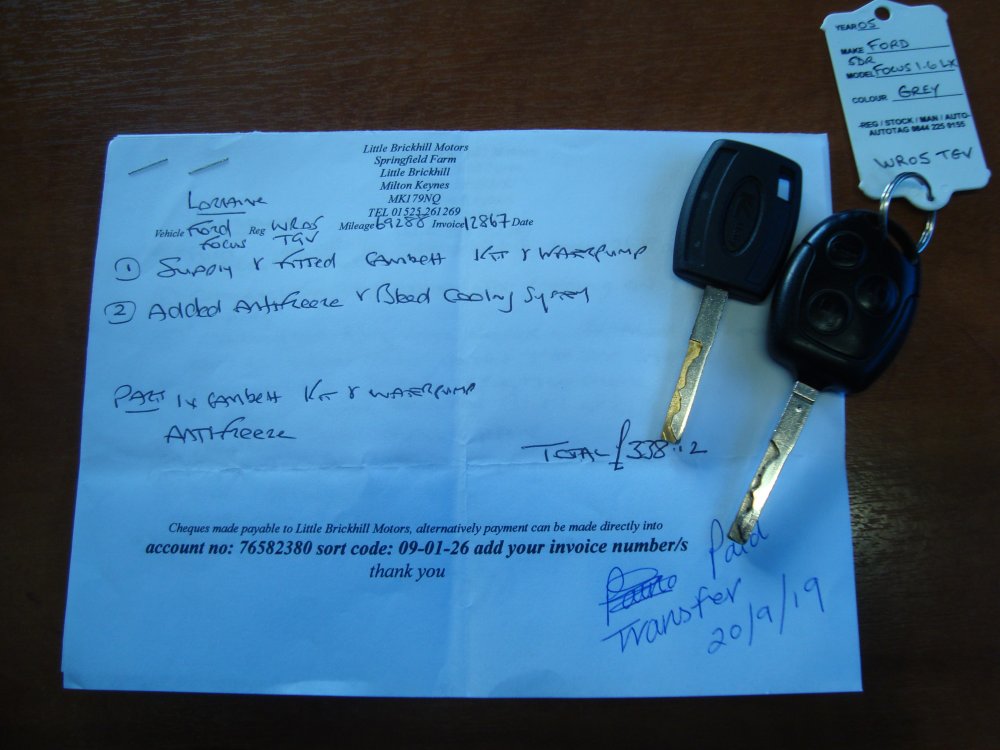 YEAR 05
MAKE FORD
5DR
MODEL FOCUS 1.6 LX
COLOUR GREY
REG / STOCK / MAN / AUTO
AUTOTAG 0844 225 0155
WR05 TGV
Little Brickhill Motors
Springfield Farm
Little Brickhill
Milton Keynes
MK179NQ
TEL 01525 261269
Lorraine
Vehicle Ford Reg WR05 Mileage 69288 Invoice 12867 Date
Focus TGV
① Supply & Fitted Cambelt Kit & Waterpump
② Added Antifreeze & Bleed Cooling System
Part 1x Cambelt Kit & Waterpump
Antifreeze
Total £338.12
Cheques made payable to Little Brickhill Motors, alternatively payment can be made directly into
account no: 76582380 sort code: 09-01-26 add your invoice number/s
thank you
Paid
Transfer
20/9/19